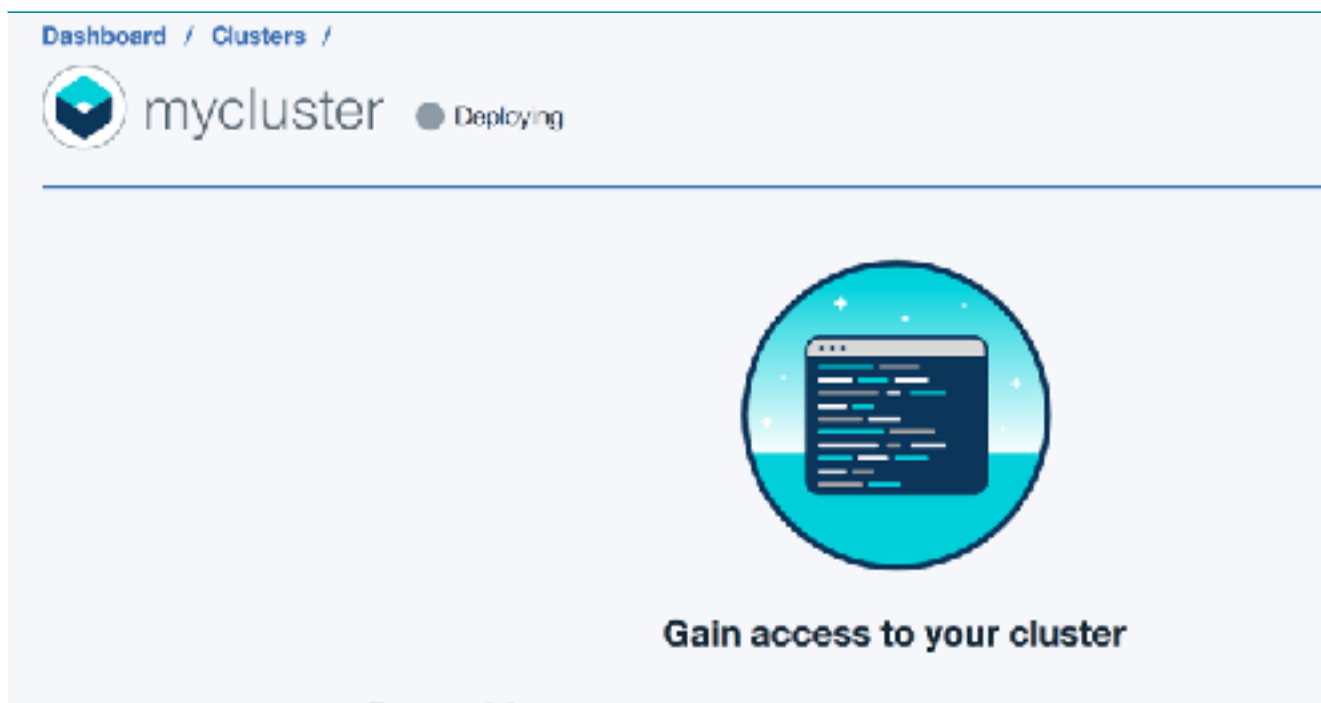 Dashboard / Clusters /
mycluster Deploying
Gain access to your cluster